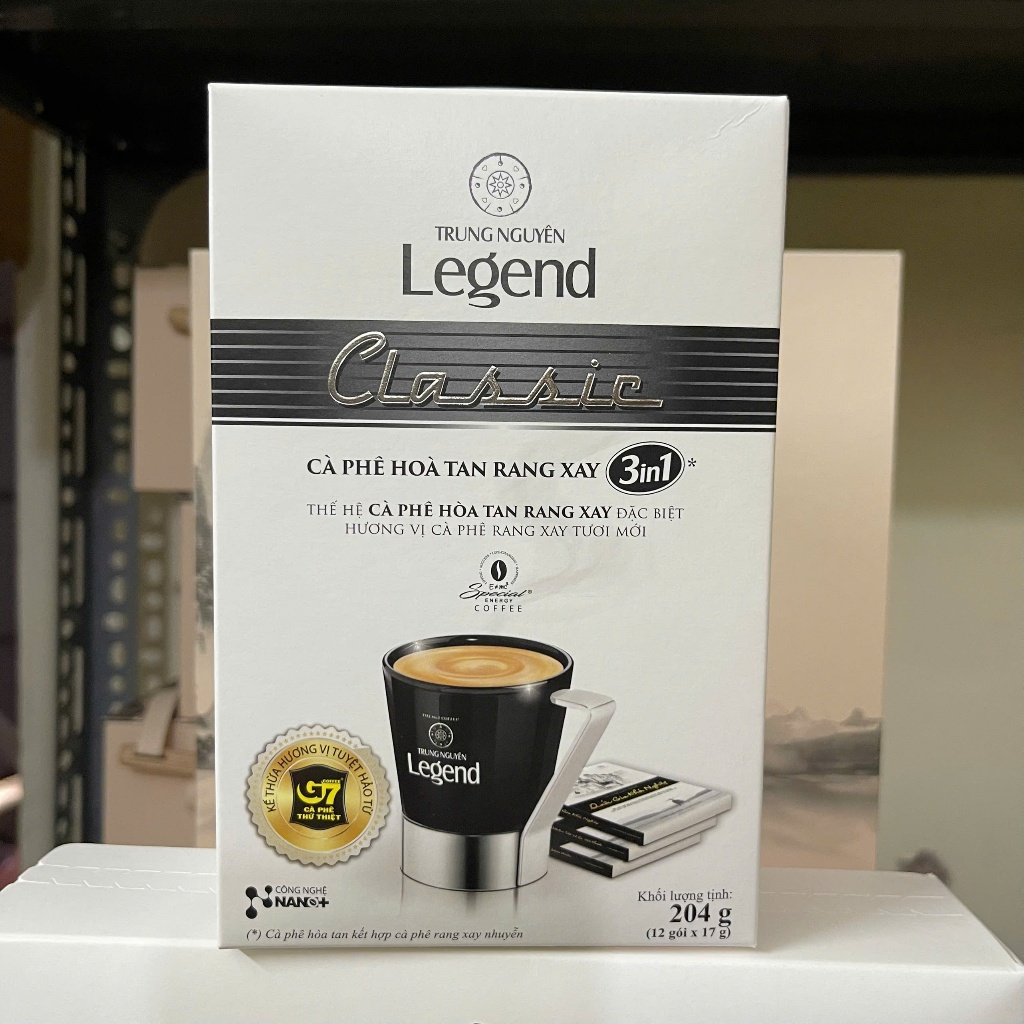 TRUNG NGUYÊN
Legend
Classic
CÀ PHÊ HOÀ TAN RANG XAY 3in1*
THẾ HỆ CÀ PHÊ HÒA TAN RANG XAY ĐẶC BIỆT
HƯƠNG VỊ CÀ PHÊ RANG XAY TƯƠI MỚI
Special®
ENERGY
COFFEE
TRUNG NGUYÊN
Legend
KẾ THỪA HƯƠNG VỊ TUYỆT HẢO TỪ
COFFEE
G7
CÀ PHÊ
THỨ THIỆT
CÔNG NGHỆ
NANO+
Khối lượng tịnh:
204 g
(12 gói x 17 g)
(*) Cà phê hòa tan kết hợp cà phê rang xay nhuyễn